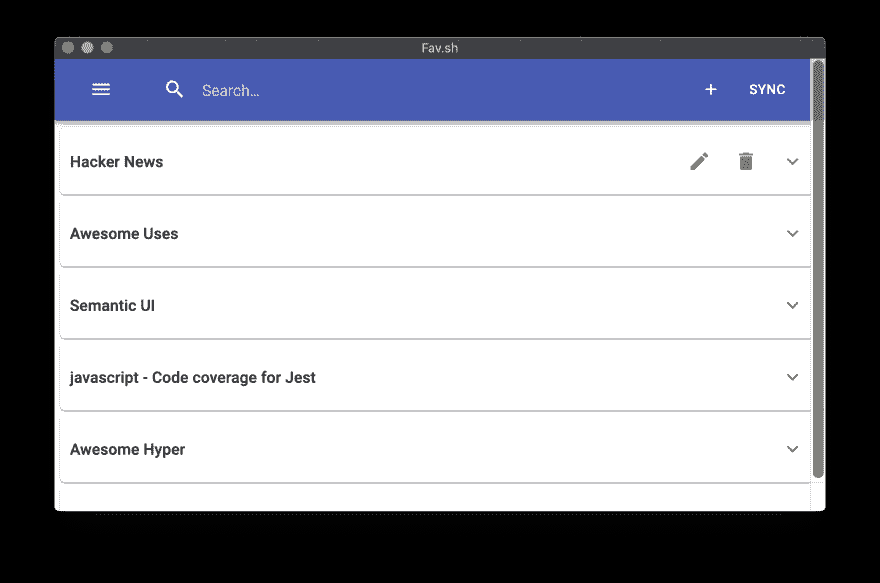 Fav.sh
Search...
SYNC
Hacker News
Awesome Uses
Semantic UI
javascript - Code coverage for Jest
Awesome Hyper